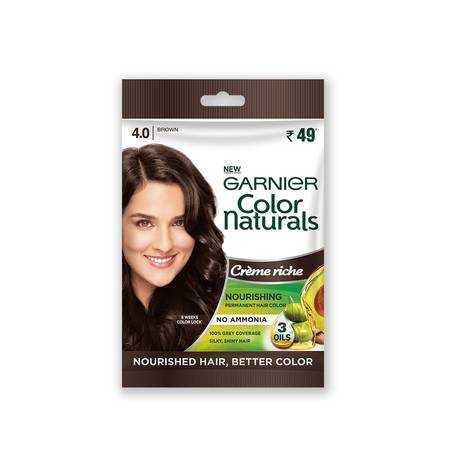 4.0 | BROWN
₹ 49*
NEW
GARNIER
Color
Naturals
Crème riche
NOURISHING
PERMANENT HAIR COLOR
NO AMMONIA
8 WEEKS
COLOR LOCK*
100% GREY COVERAGE
SILKY, SHINY HAIR
3
OILS
NOURISHED HAIR, BETTER COLOR